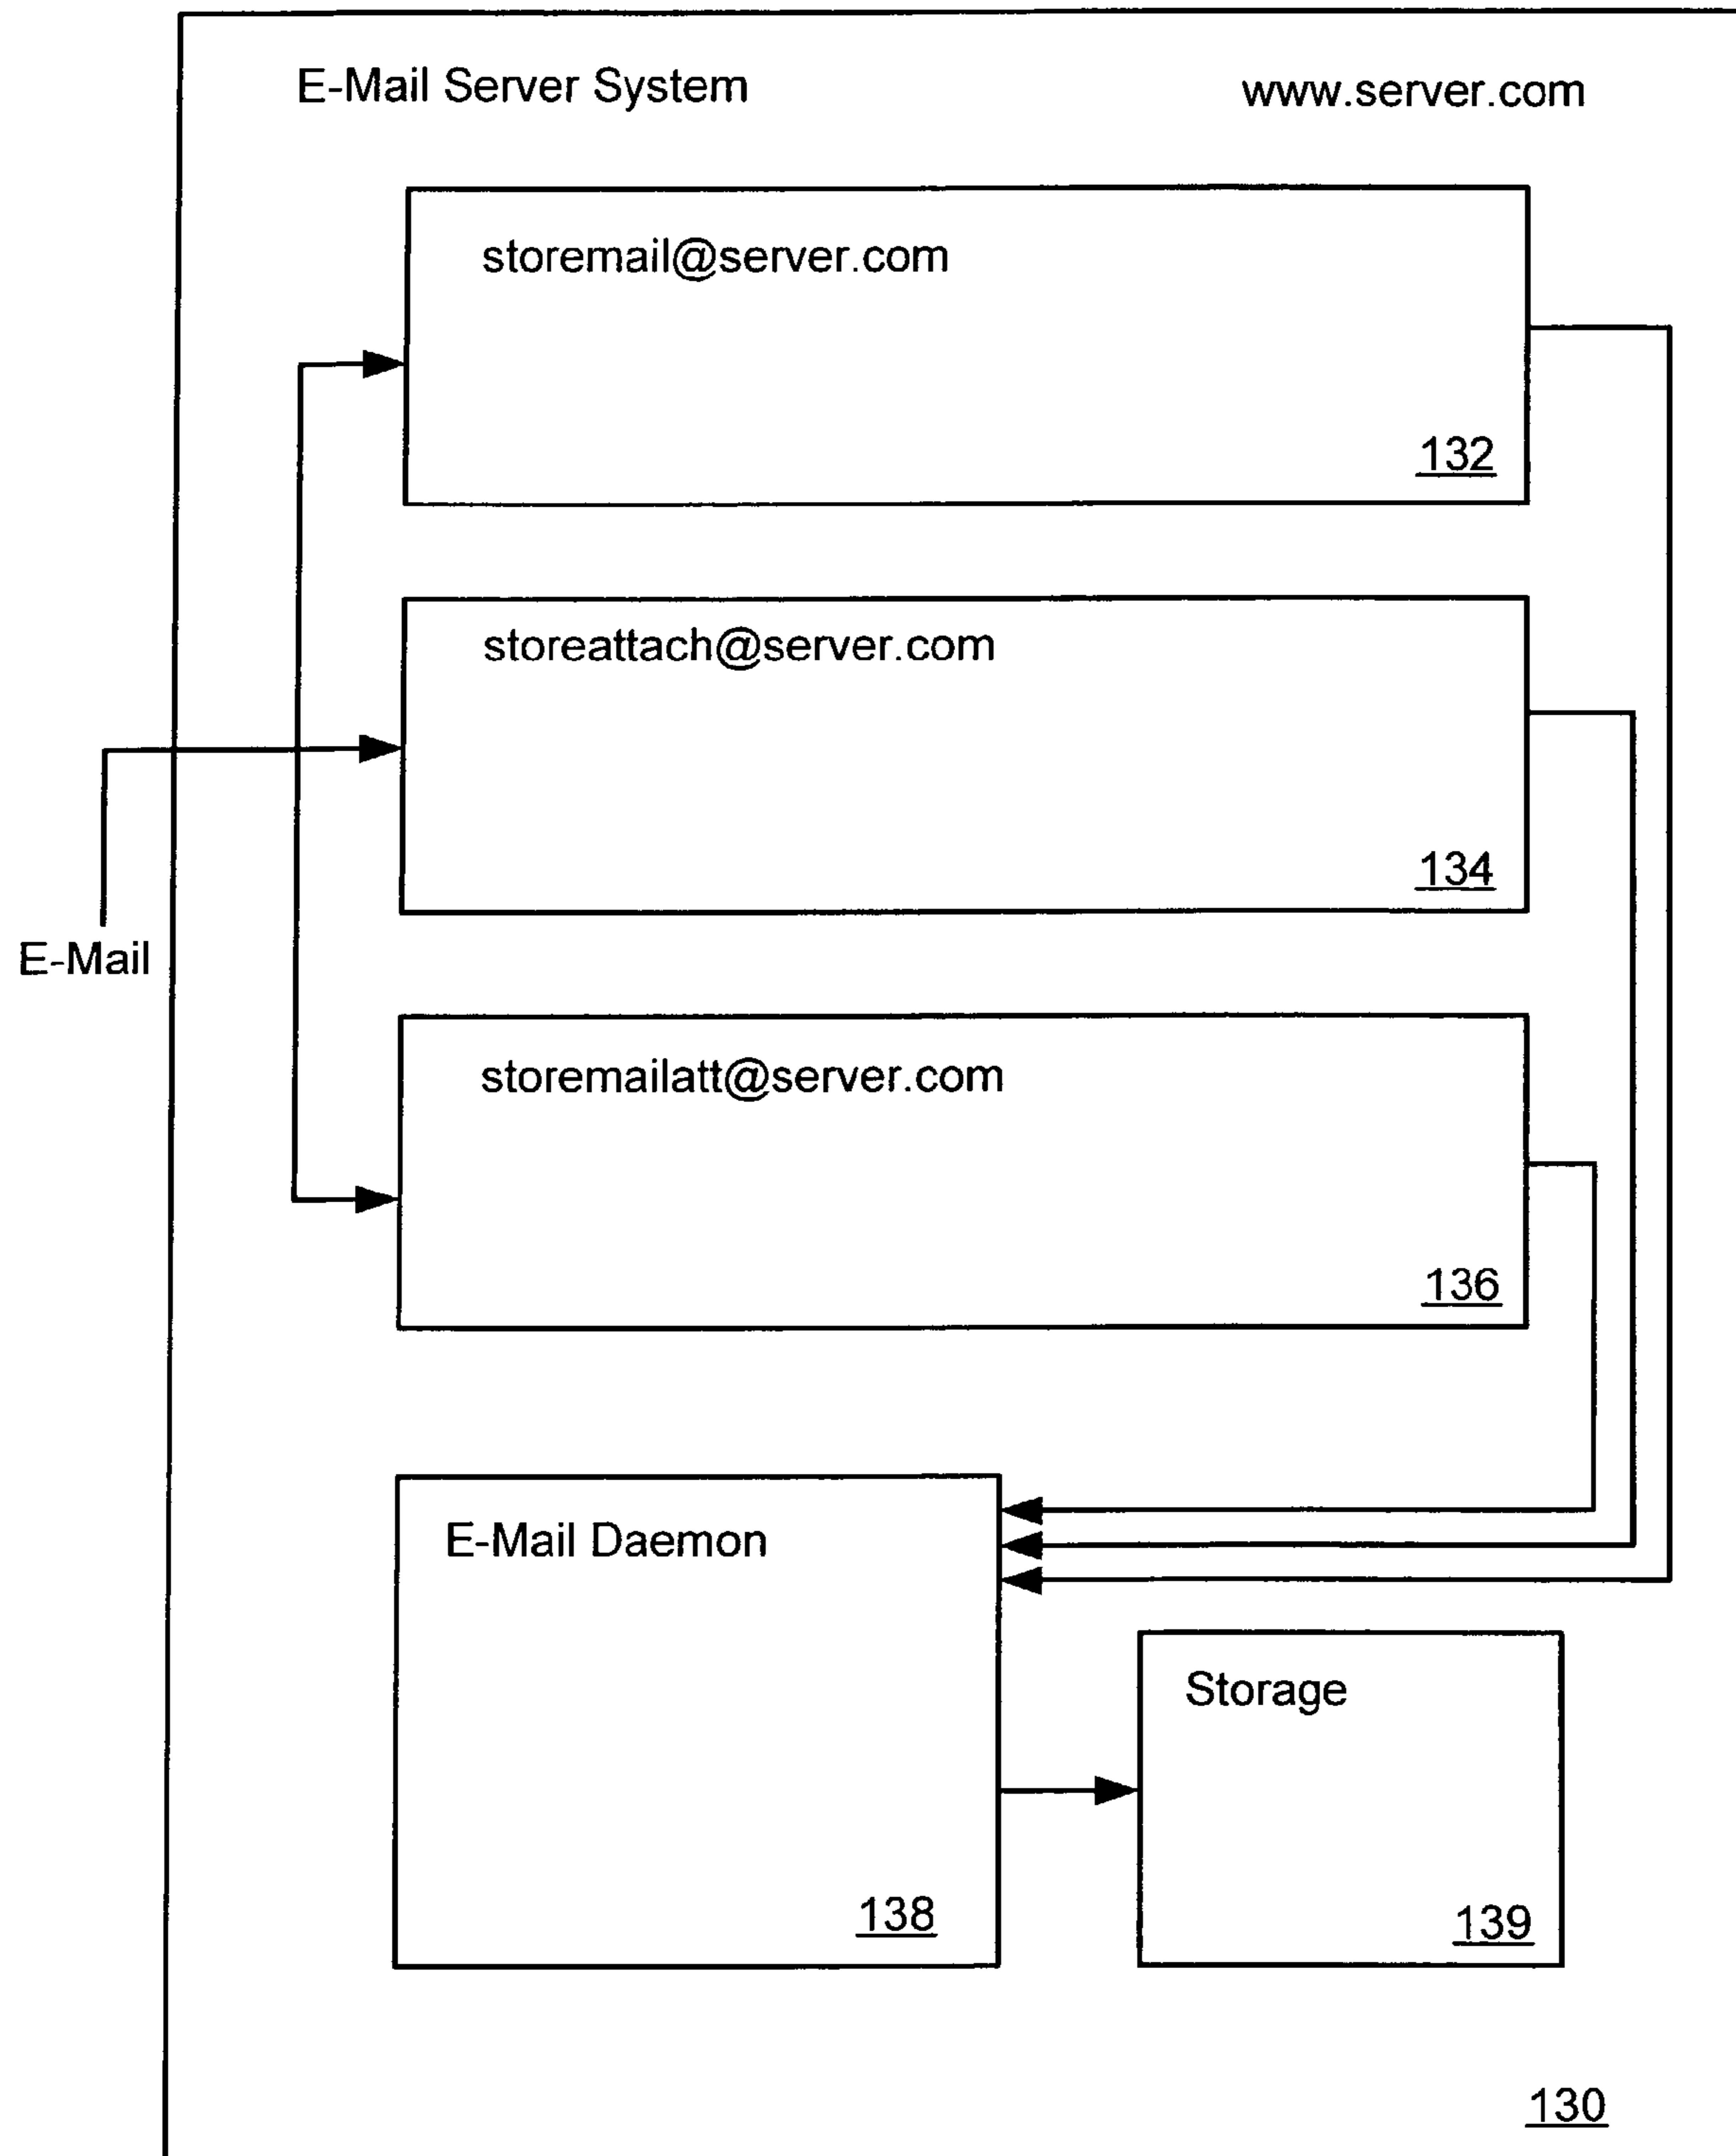 E-Mail Server System
www.server.com
storemail@server.com
132
storeattach@server.com
134
E-Mail
storemailatt@server.com
136
E-Mail Daemon
138
Storage
139
130